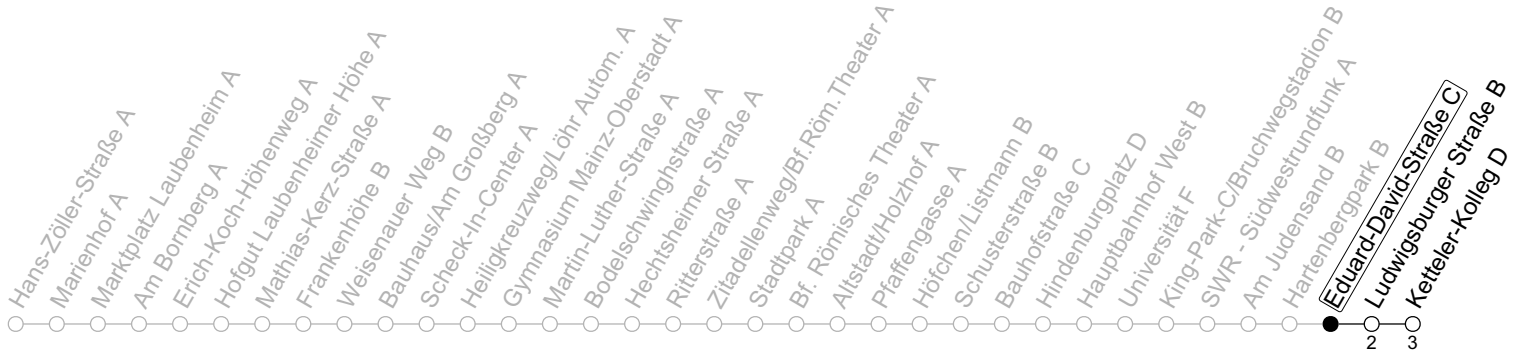 Hans-Zöller-Straße A
Marienhof A
Marktplatz Laubenheim A
Am Bornberg A
Erich-Koch-Höhenweg A
Hofgut Laubenheimer Höhe A
Mathias-Kerz-Straße A
Frankenhöhe B
Weisenauer Weg B
Bauhaus/Am Großberg A
Scheck-In-Center A
Heiligkreuzweg/Löhr Autom. A
Gymnasium Mainz-Oberstadt A
Martin-Luther-Straße A
Bodelschwinghstraße A
Hechtsheimer Straße A
Ritterstraße A
Zitadellenweg/Bf.Röm.Theater A
Stadtpark A
Bf. Römisches Theater A
Altstadt/Holzhof A
Pfaffengasse A
Höfchen/Listmann B
Schusterstraße B
Bauhofstraße C
Hindenburgplatz D
Hauptbahnhof West B
Universität F
King-Park-C/Bruchwegstadion B
SWR - Südwestrundfunk A
Am Judensand B
Hartenbergpark B
Eduard-David-Straße C
Ludwigsburger Straße B
Ketteler-Kolleg D
2
3